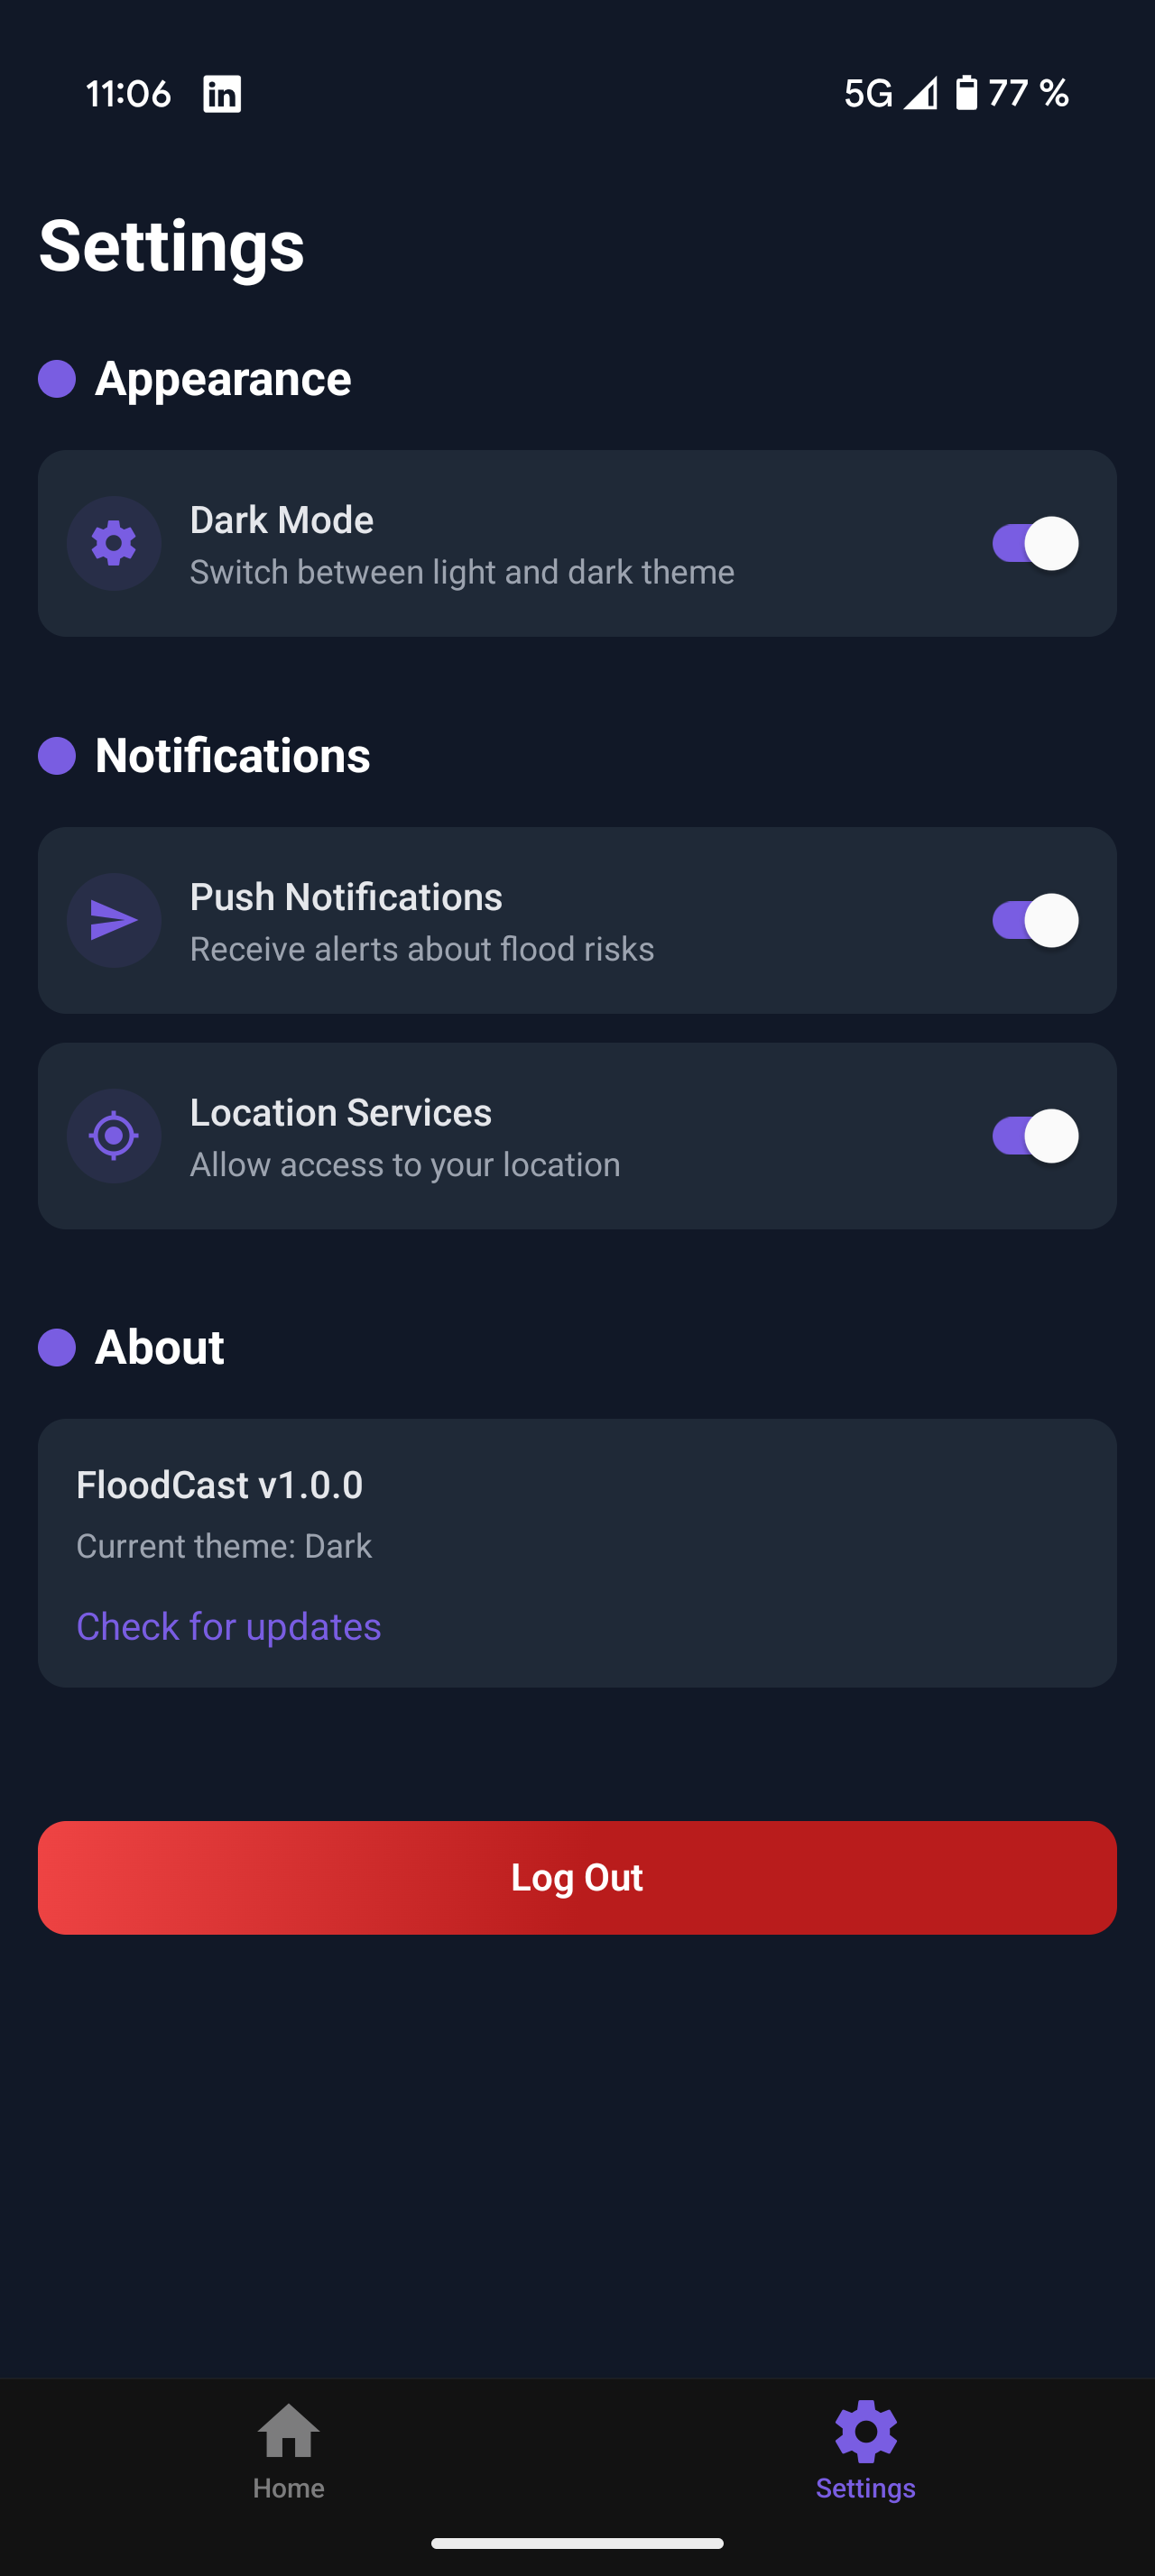 11:06 in 5G 77 %
Settings
Appearance
Dark Mode
Switch between light and dark theme
Notifications
Push Notifications
Receive alerts about flood risks
Location Services
Allow access to your location
About
FloodCast v1.0.0
Current theme: Dark
Check for updates
Log Out
Home Settings